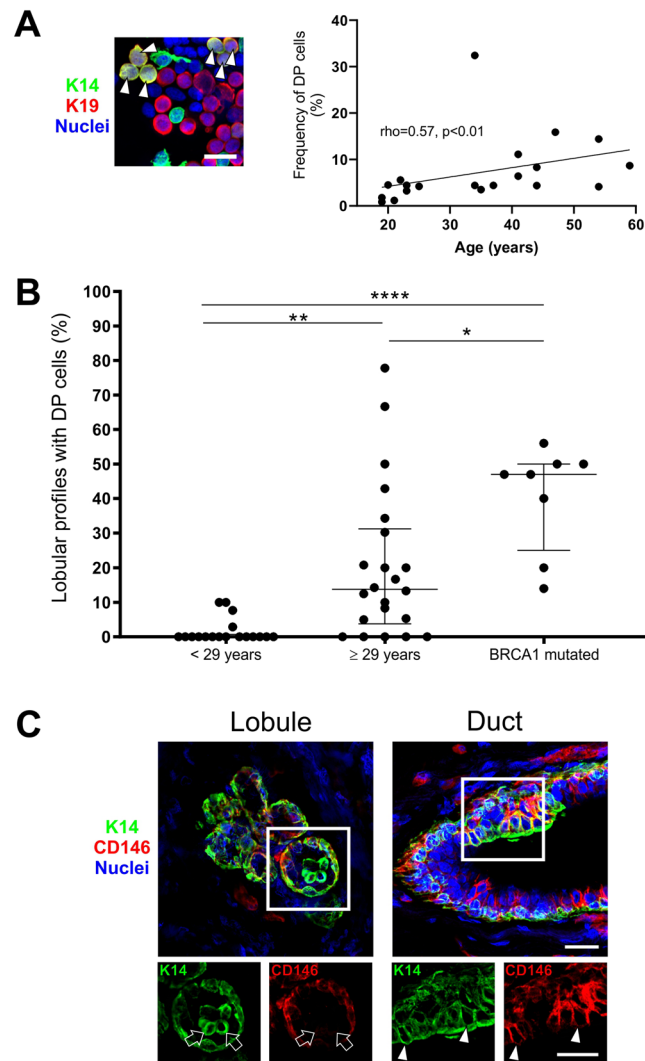 A
K14
K19
Nuclei
Frequency of DP cells
(%)
40
30
20
10
0
rho=0.57, p<0.01
20 30 40 50 60
Age (years)
B
Lobular profiles with DP cells (%)
100
90
80
70
60
50
40
30
20
10
0
****
**
*
< 29 years
≥ 29 years
BRCA1 mutated
C
Lobule
Duct
K14
CD146
Nuclei
K14
CD146
K14
CD146